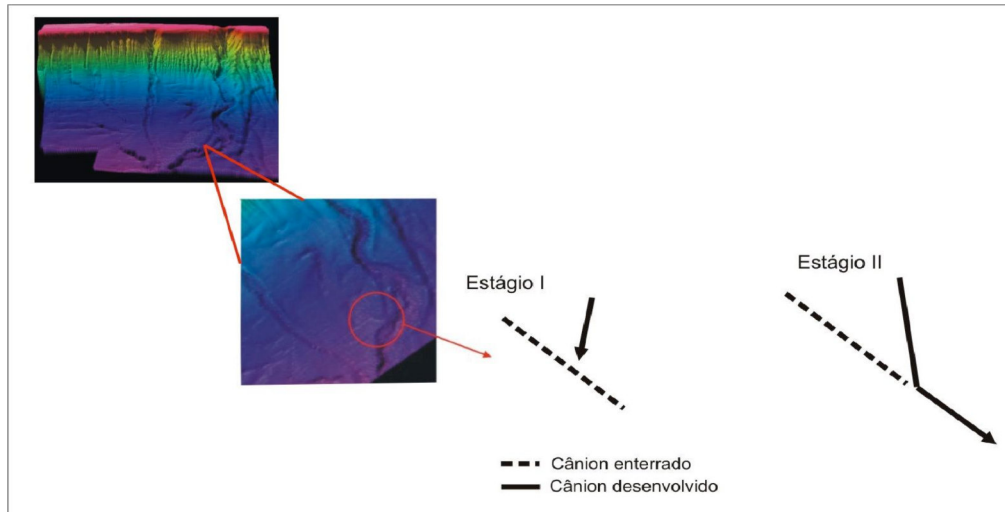 Estágio I
Estágio II
Cânion enterrado
Cânion desenvolvido